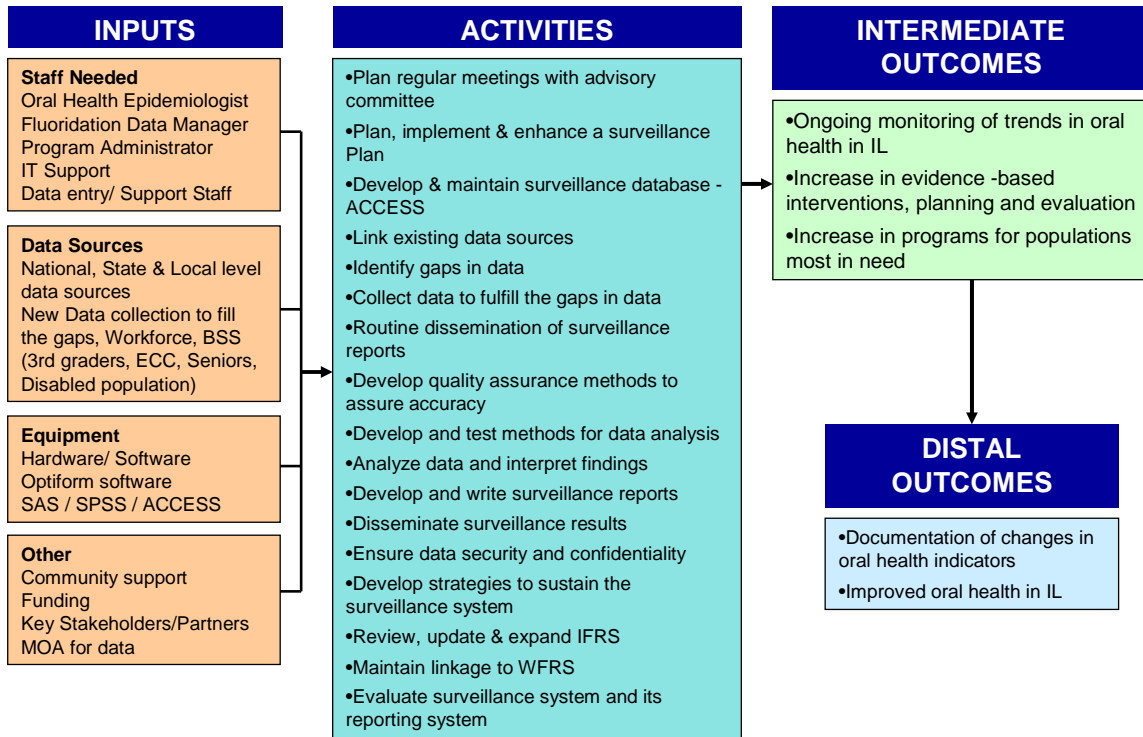 INPUTS
Staff Needed
Oral Health Epidemiologist
Fluoridation Data Manager
Program Administrator
IT Support
Data entry/ Support Staff
Data Sources
National, State & Local level
data sources
New Data collection to fill
the gaps, Workforce, BSS
(3rd graders, ECC, Seniors,
Disabled population)
Equipment
Hardware/ Software
Optiform software
SAS / SPSS / ACCESS
Other
Community support
Funding
Key Stakeholders/Partners
MOA for data
ACTIVITIES
•Plan regular meetings with advisory
committee
•Plan, implement & enhance a surveillance
Plan
•Develop & maintain surveillance database -
ACCESS
•Link existing data sources
•Identify gaps in data
•Collect data to fulfill the gaps in data
•Routine dissemination of surveillance
reports
•Develop quality assurance methods to
assure accuracy
•Develop and test methods for data analysis
•Analyze data and interpret findings
•Develop and write surveillance reports
•Disseminate surveillance results
•Ensure data security and confidentiality
•Develop strategies to sustain the
surveillance system
•Review, update & expand IFRS
•Maintain linkage to WFRS
•Evaluate surveillance system and its
reporting system
INTERMEDIATE
OUTCOMES
•Ongoing monitoring of trends in oral
health in IL
•Increase in evidence -based
interventions, planning and evaluation
•Increase in programs for populations
most in need
DISTAL
OUTCOMES
•Documentation of changes in
oral health indicators
•Improved oral health in IL